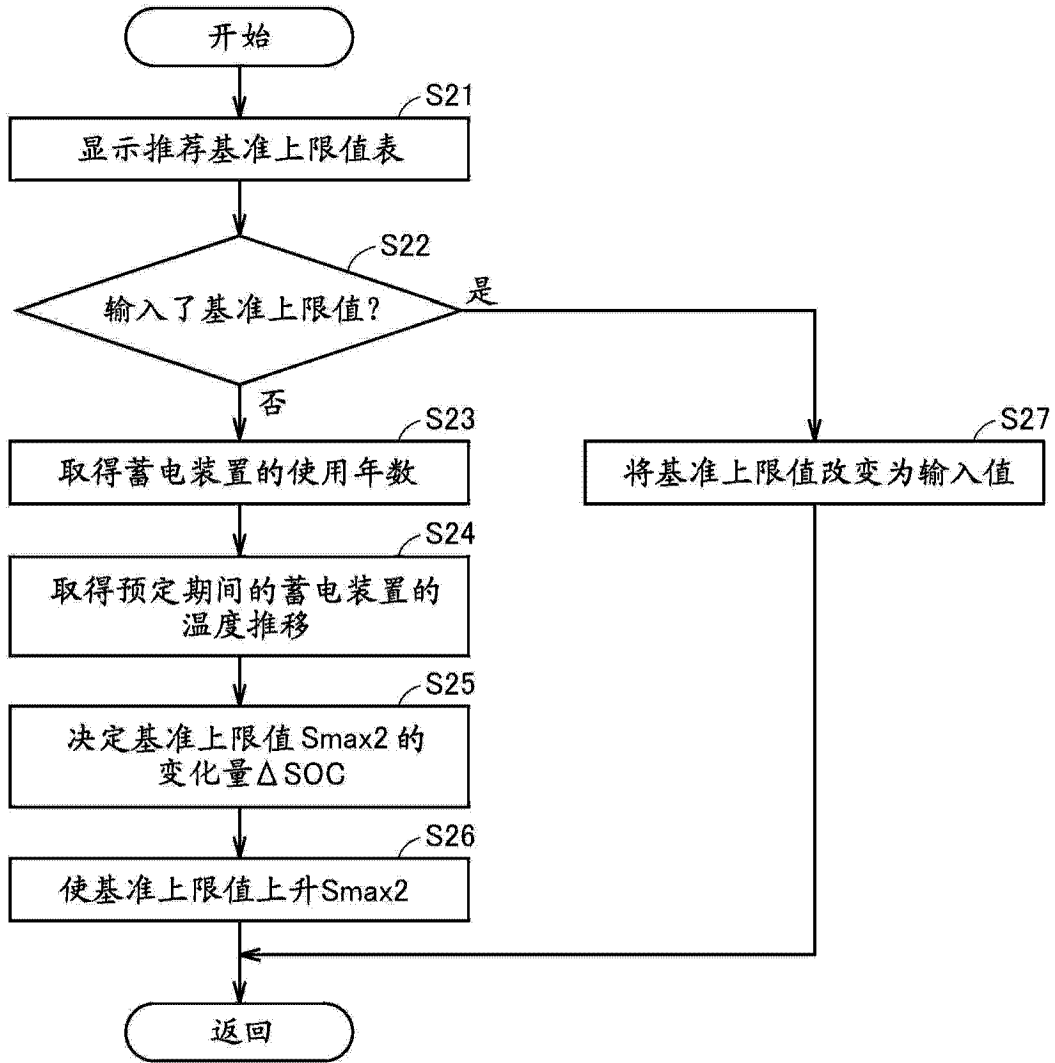 开始
S21
显示推荐基准上限值表
S22
输入了基准上限值?
是
否
S23
取得蓄电装置的使用年数
S27
将基准上限值改变为输入值
S24
取得预定期间的蓄电装置的
温度推移
S25
决定基准上限值Smax2的
变化量ΔSOC
S26
使基准上限值上升Smax2
返回